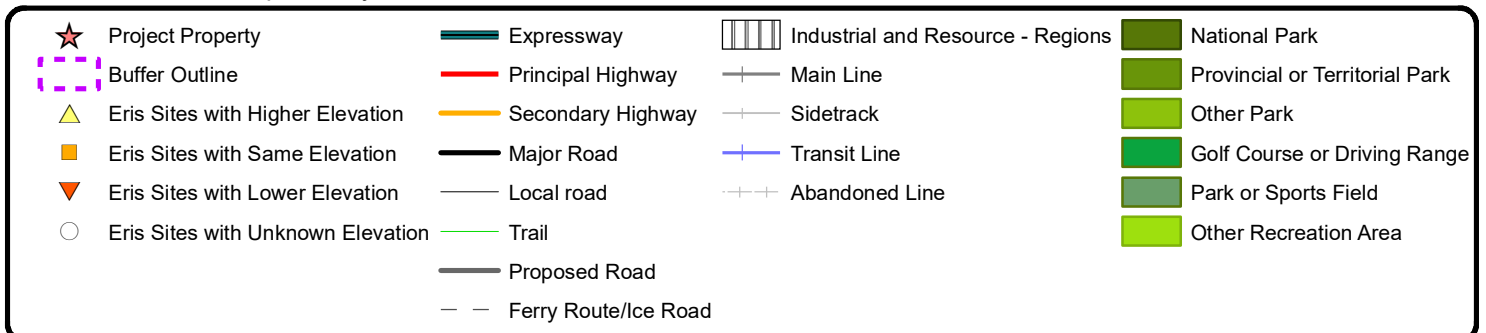 Project Property
Buffer Outline
Eris Sites with Higher Elevation
Eris Sites with Same Elevation
Eris Sites with Lower Elevation
Eris Sites with Unknown Elevation
Expressway
Principal Highway
Secondary Highway
Major Road
Local road
Trail
Proposed Road
Ferry Route/Ice Road
Industrial and Resource - Regions
Main Line
Sidetrack
Transit Line
Abandoned Line
National Park
Provincial or Territorial Park
Other Park
Golf Course or Driving Range
Park or Sports Field
Other Recreation Area